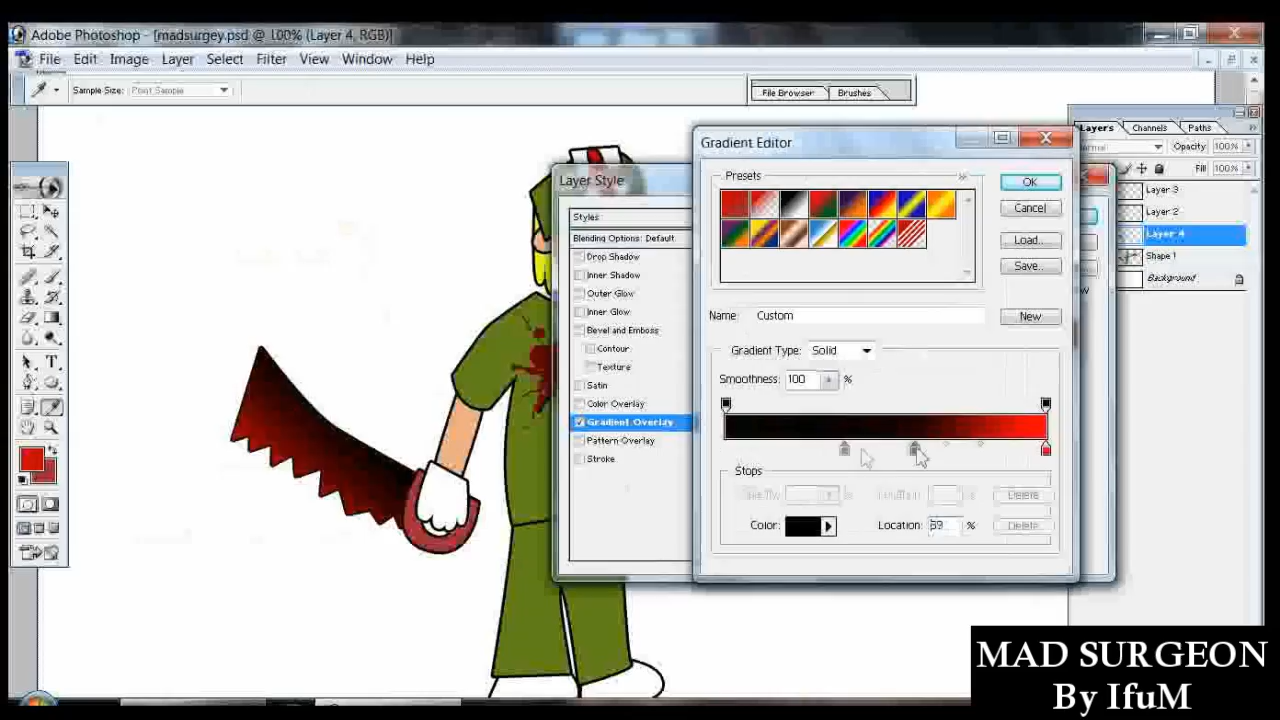 Adobe Photoshop - [madsurgey.psd @ 100% (Layer 4, RGB)]
File Edit Image Layer Select Filter View Window Help
Sample Size: Point Sample
File Browser Brushes
Layers Channels Paths
Normal Opacity: 100%
Fill: 100%
Layer 3
Layer 2
Layer 4
Shape 1
Background
Layer Style
Styles
Blending Options: Default
Drop Shadow
Inner Shadow
Outer Glow
Inner Glow
Bevel and Emboss
Contour
Texture
Satin
Color Overlay
Gradient Overlay
Pattern Overlay
Stroke
Gradient Editor
Presets
OK
Cancel
Load...
Save...
Name: Custom
New
Gradient Type: Solid
Smoothness: 100 %
Stops
Delete
Color: Location: 59 %
Delete
MAD SURGEON
By IfuM